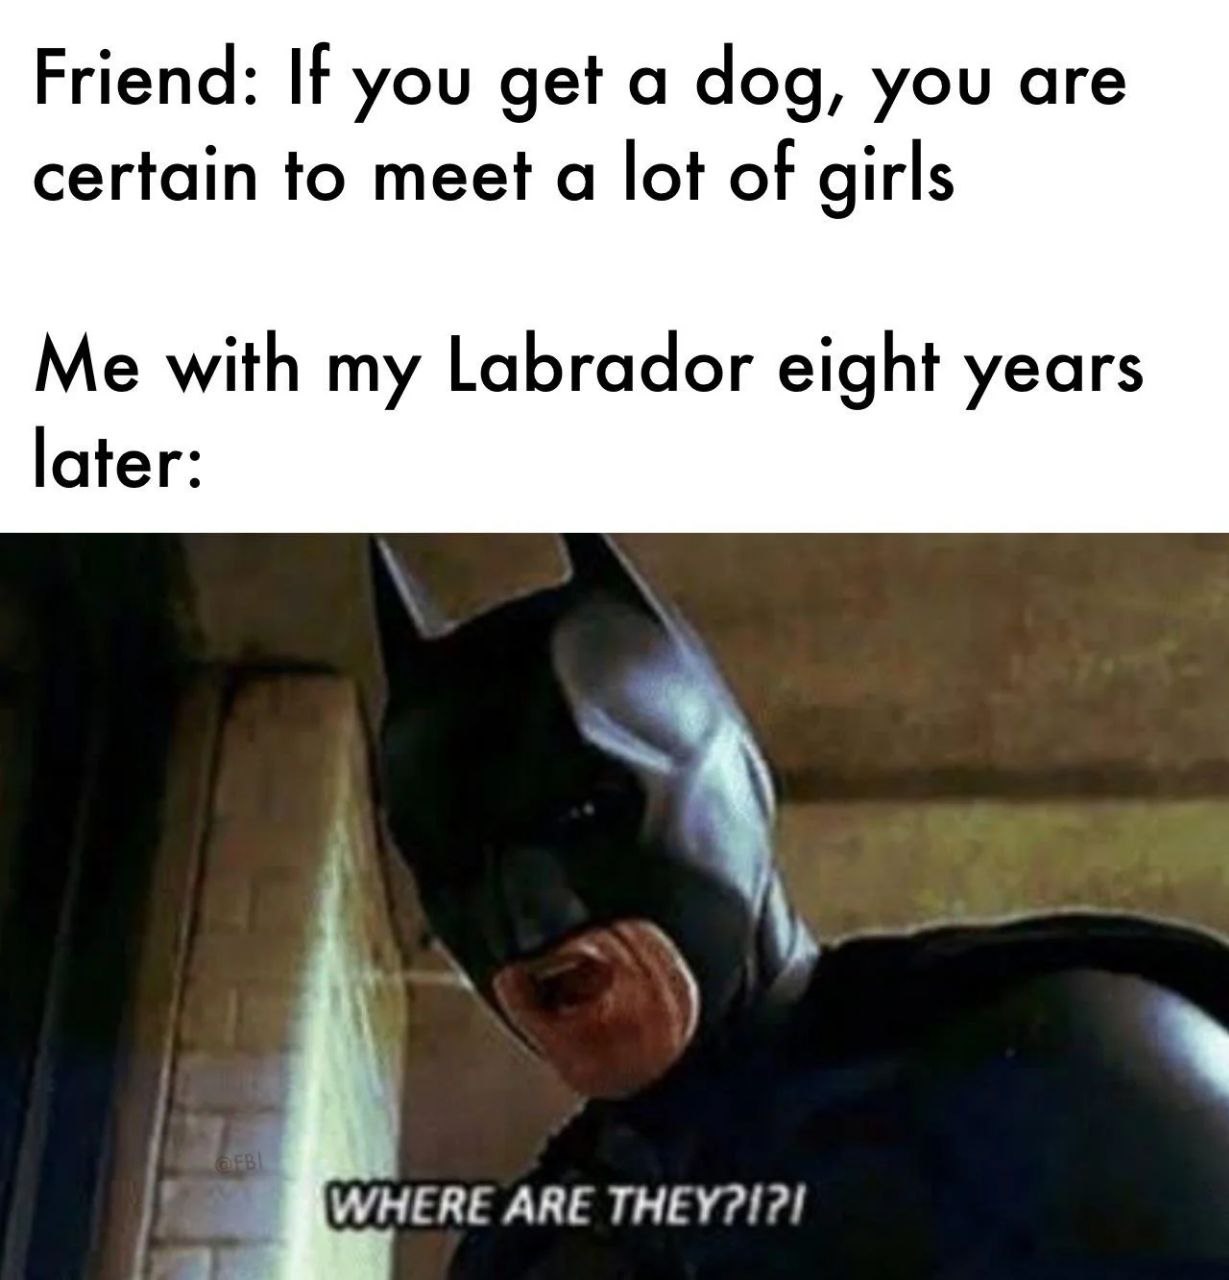 Friend: If you get a dog, you are
certain to meet a lot of girls
Me with my Labrador eight years
later:
@FBI
WHERE ARE THEY?!?!